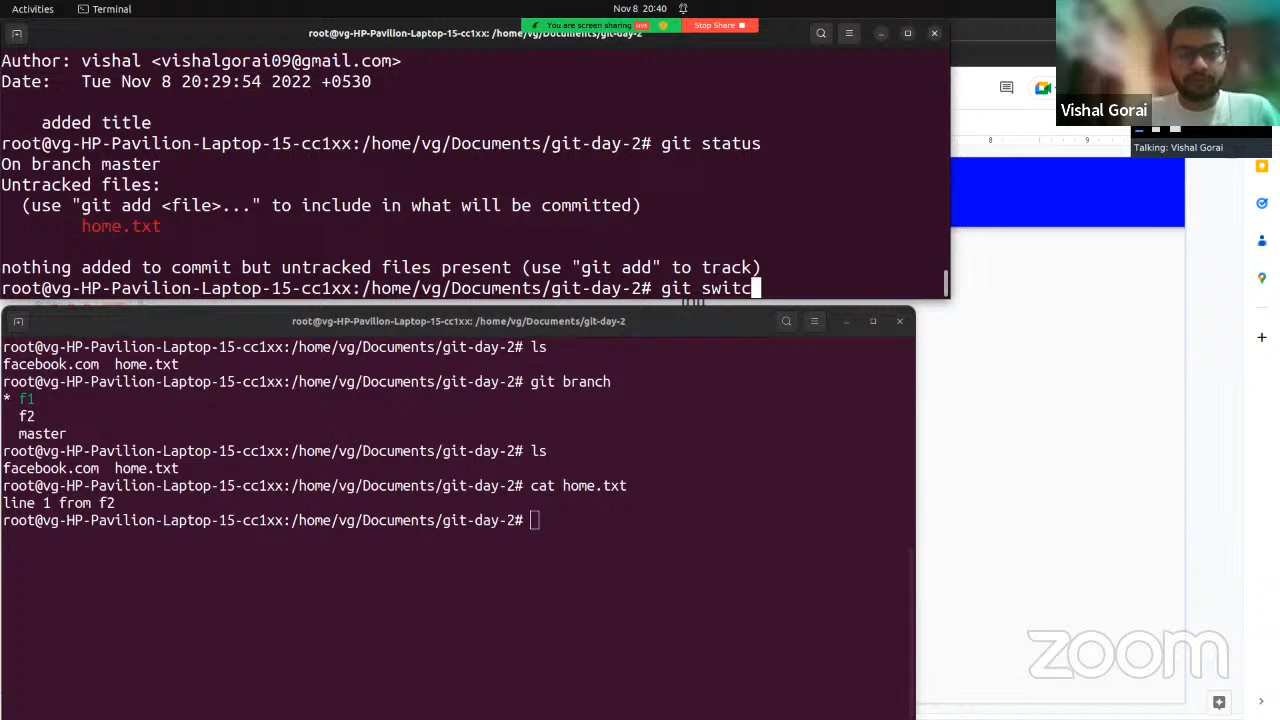 Activities
Terminal
Nov 8 20:40
You are screen sharing
LIVE
Stop Share
root@vg-HP-Pavilion-Laptop-15-cc1xx: /home/vg/Documents/git-day-2
Author: vishal <vishalgorai09@gmail.com>
Date:   Tue Nov 8 20:29:54 2022 +0530
added title
root@vg-HP-Pavilion-Laptop-15-cc1xx:/home/vg/Documents/git-day-2# git status
On branch master
Untracked files:
(use "git add <file>..." to include in what will be committed)
home.txt
nothing added to commit but untracked files present (use "git add" to track)
root@vg-HP-Pavilion-Laptop-15-cc1xx:/home/vg/Documents/git-day-2# git switc
Vishal Gorai
Talking: Vishal Gorai
8
9
root@vg-HP-Pavilion-Laptop-15-cc1xx: /home/vg/Documents/git-day-2
root@vg-HP-Pavilion-Laptop-15-cc1xx:/home/vg/Documents/git-day-2# ls
facebook.com  home.txt
root@vg-HP-Pavilion-Laptop-15-cc1xx:/home/vg/Documents/git-day-2# git branch
* f1
f2
master
root@vg-HP-Pavilion-Laptop-15-cc1xx:/home/vg/Documents/git-day-2# ls
facebook.com  home.txt
root@vg-HP-Pavilion-Laptop-15-cc1xx:/home/vg/Documents/git-day-2# cat home.txt
line 1 from f2
root@vg-HP-Pavilion-Laptop-15-cc1xx:/home/vg/Documents/git-day-2#
zoom